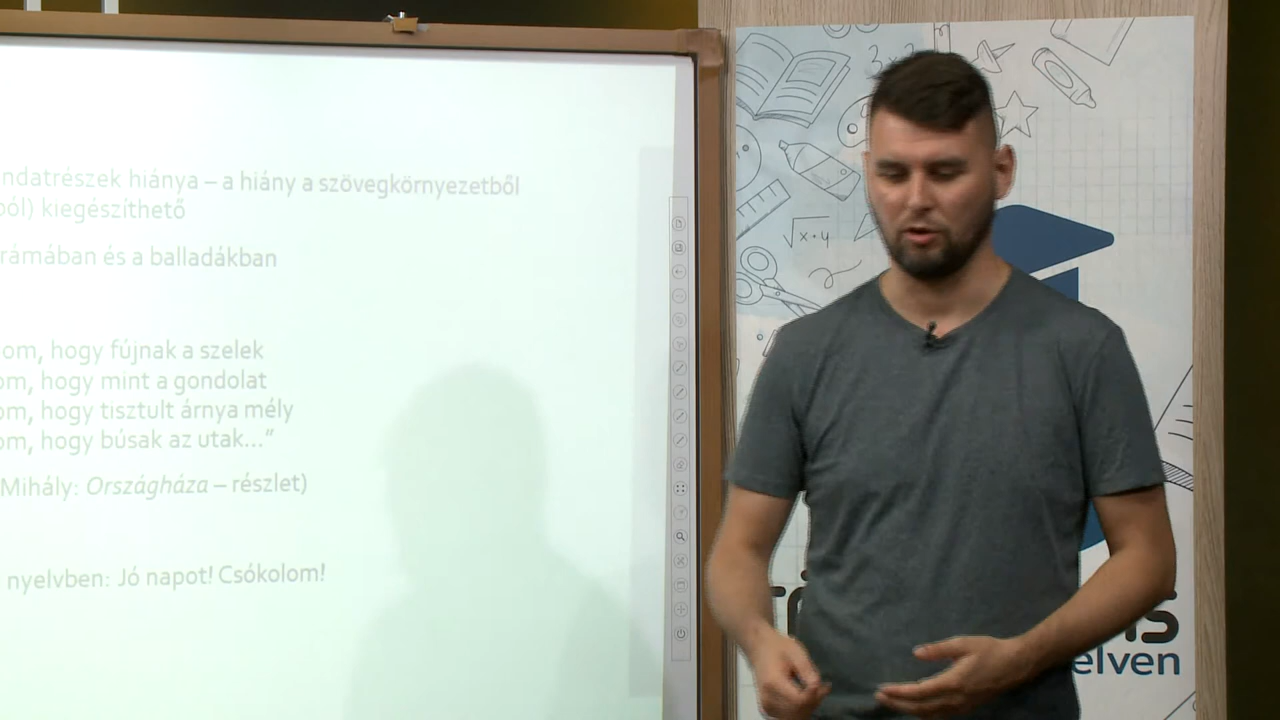 ndatrészek hiánya – a hiány a szövegkörnyezetből
ból) kiegészíthető
rámában és a balladákban
om, hogy fújnak a szelek
om, hogy mint a gondolat
om, hogy tisztult árnya mély
om, hogy búsak az utak…”
Mihály: Országháza – részlet)
nyelvben: Jó napot! Csókolom!
√x•y
elven